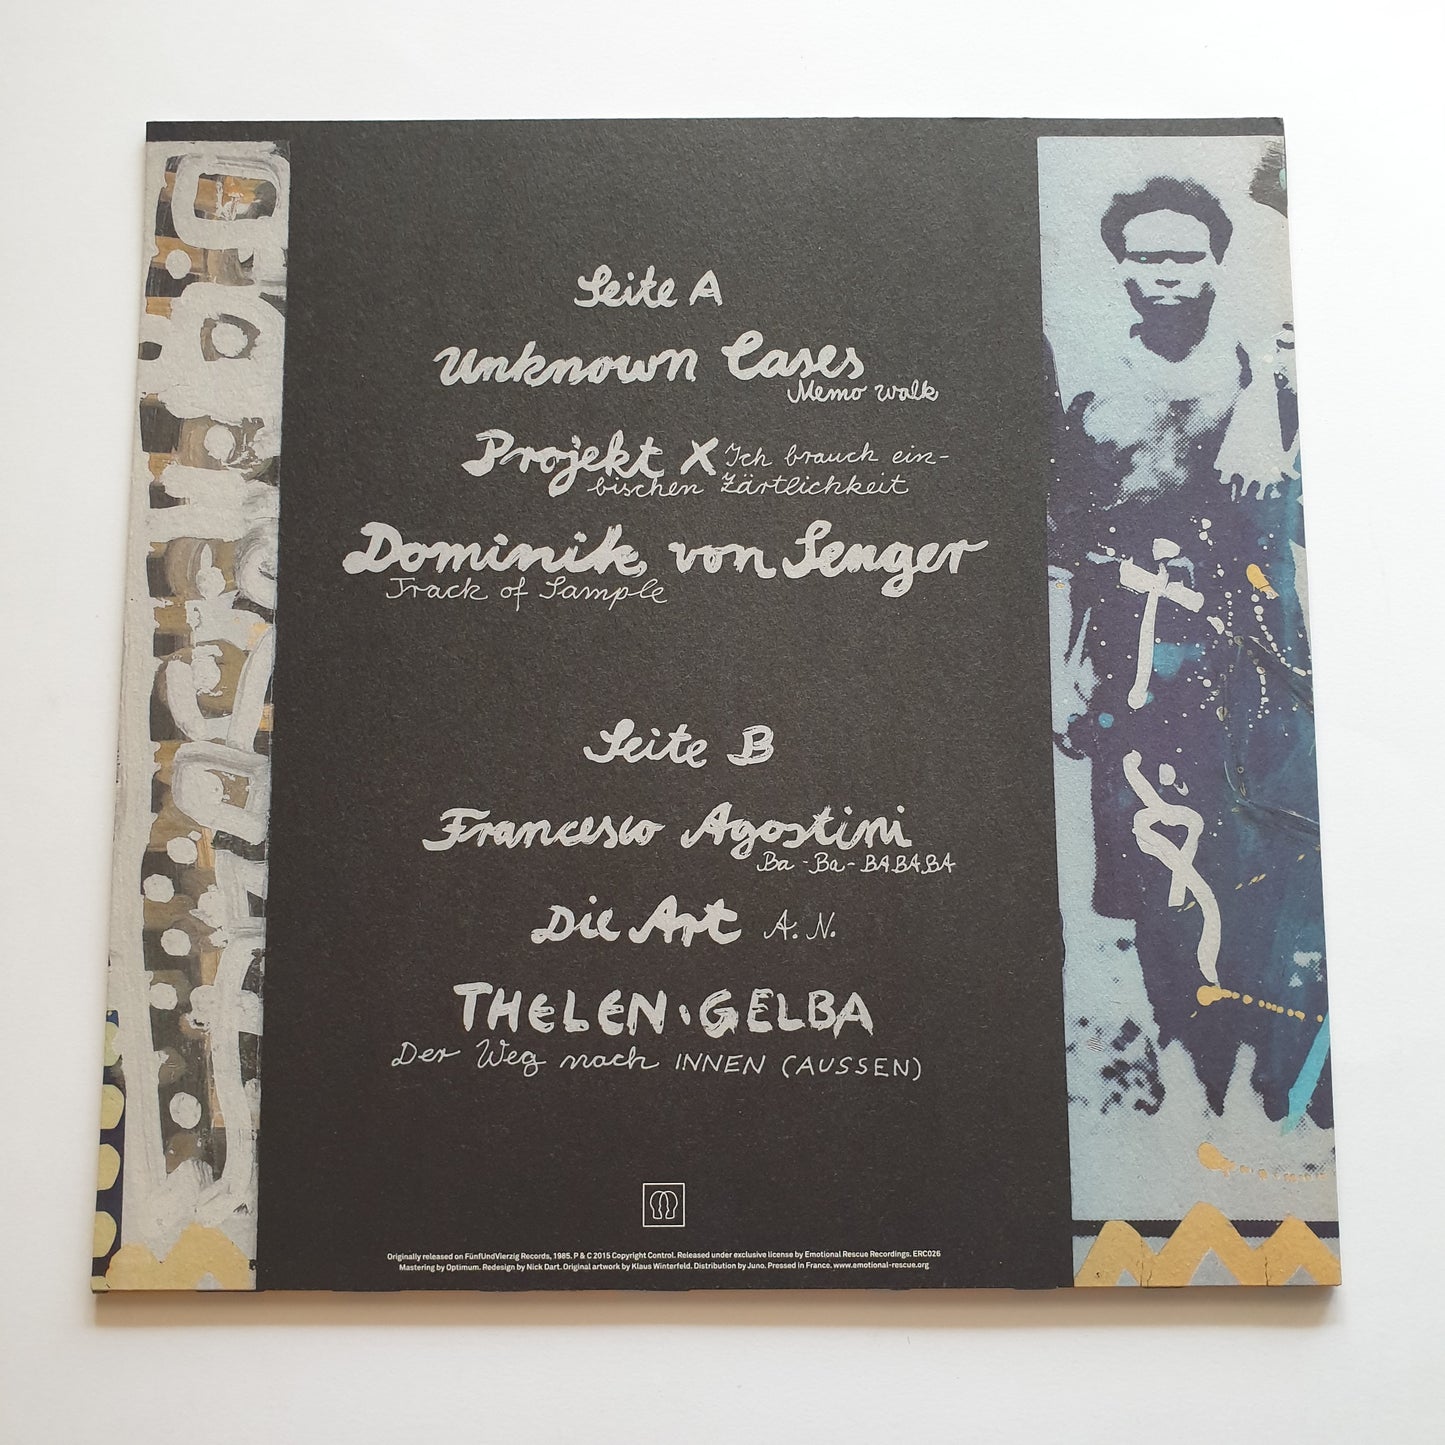 Seite A
Unknown Cases
Memo walk
Projekt X Ich brauch ein-
bischen Zärtlichkeit
Dominik von Senger
Track of Sample
Seite B
Francesco Agostini
Ba - Ba - BABABA
Die Art A. N.
THELEN · GELBA
Der Weg nach INNEN (AUSSEN)
Originally released on FünfUndVierzig Records, 1985. P & C 2015 Copyright Control. Released under exclusive license by Emotional Rescue Recordings. ERC026
Mastering by Optimum. Redesign by Nick Dart. Original artwork by Klaus Winterfeld. Distribution by Juno. Pressed in France. www.emotional-rescue.org